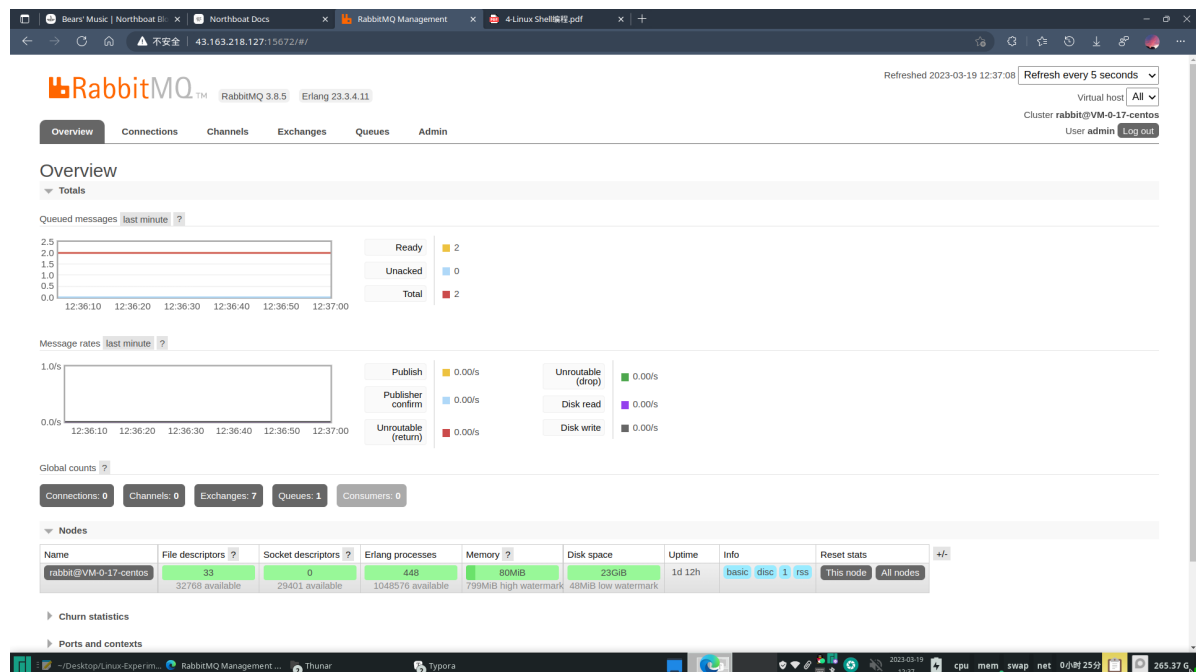 Bears' Music | Northboat Blo
Northboat Docs
RabbitMQ Management
4-Linux Shell编程.pdf
不安全 43.163.218.127:15672/#/
RabbitMQ TM RabbitMQ 3.8.5 Erlang 23.3.4.11
Refreshed 2023-03-19 12:37:08 Refresh every 5 seconds
Virtual host All
Cluster rabbit@VM-0-17-centos
User admin Log out
Overview Connections Channels Exchanges Queues Admin
Overview
Totals
Queued messages last minute ?
2.5
2.0
1.5
1.0
0.5
0.0
12:36:10 12:36:20 12:36:30 12:36:40 12:36:50 12:37:00
Ready 2
Unacked 0
Total 2
Message rates last minute ?
1.0/s
0.0/s
12:36:10 12:36:20 12:36:30 12:36:40 12:36:50 12:37:00
Publish 0.00/s
Publisher
confirm 0.00/s
Unroutable
(return) 0.00/s
Unroutable
(drop) 0.00/s
Disk read 0.00/s
Disk write 0.00/s
Global counts ?
Connections: 0 Channels: 0 Exchanges: 7 Queues: 1 Consumers: 0
Nodes
Name File descriptors ? Socket descriptors ? Erlang processes Memory ? Disk space Uptime Info Reset stats +/-
rabbit@VM-0-17-centos 33 0 448 80MiB 23GiB 1d 12h basic disc 1 rss This node All nodes
32768 available 29401 available 1048576 available 799MiB high watermark 48MiB low watermark
Churn statistics
Ports and contexts
~/Desktop/Linux-Experim... RabbitMQ Management ... Thunar Typora
2023-03-19
12:37
cpu mem swap net 0小时25分 265.37 G